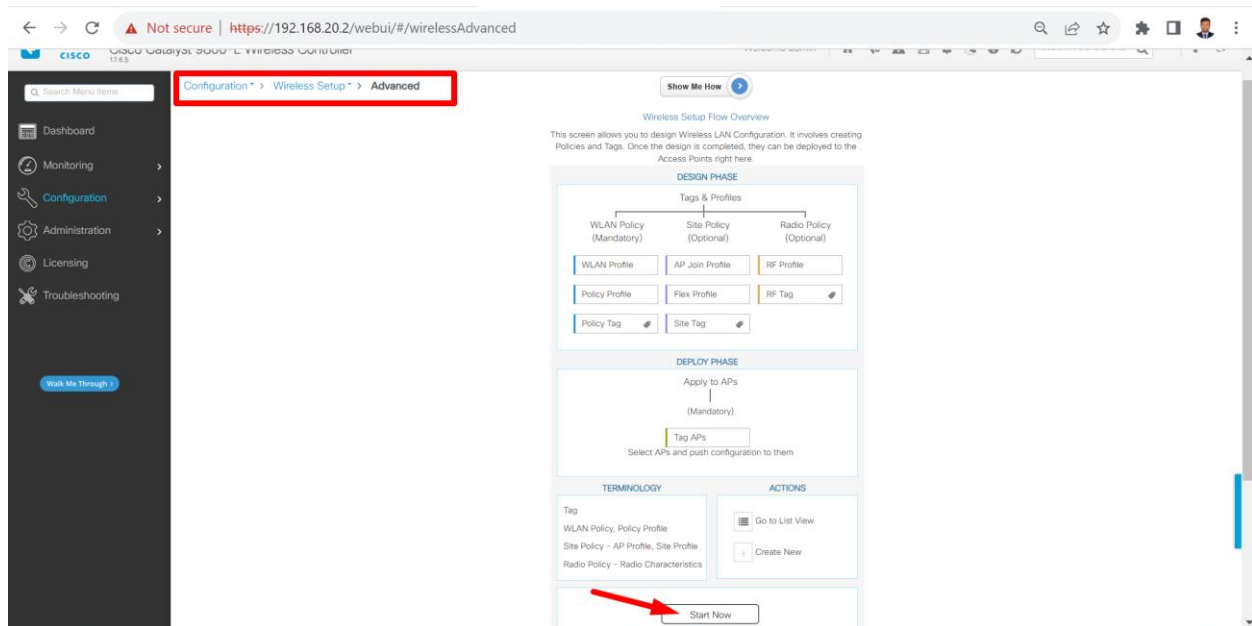 Not secure | https://192.168.20.2/webui/#/wirelessAdvanced
CISCO Cisco Catalyst 9800-L Wireless Controller
17.6.5
Welcome admin
Search Menu Items
Dashboard
Monitoring
Configuration
Administration
Licensing
Troubleshooting
Walk Me Through >
Configuration > Wireless Setup > Advanced
Show Me How
Wireless Setup Flow Overview
This screen allows you to design Wireless LAN Configuration. It involves creating
Policies and Tags. Once the design is completed, they can be deployed to the
Access Points right here.
DESIGN PHASE
Tags & Profiles
WLAN Policy Site Policy Radio Policy
(Mandatory) (Optional) (Optional)
WLAN Profile AP Join Profile RF Profile
Policy Profile Flex Profile RF Tag
Policy Tag Site Tag
DEPLOY PHASE
Apply to APs
(Mandatory)
Tag APs
Select APs and push configuration to them
TERMINOLOGY
Tag
WLAN Policy, Policy Profile
Site Policy - AP Profile, Site Profile
Radio Policy - Radio Characteristics
ACTIONS
Go to List View
Create New
Start Now